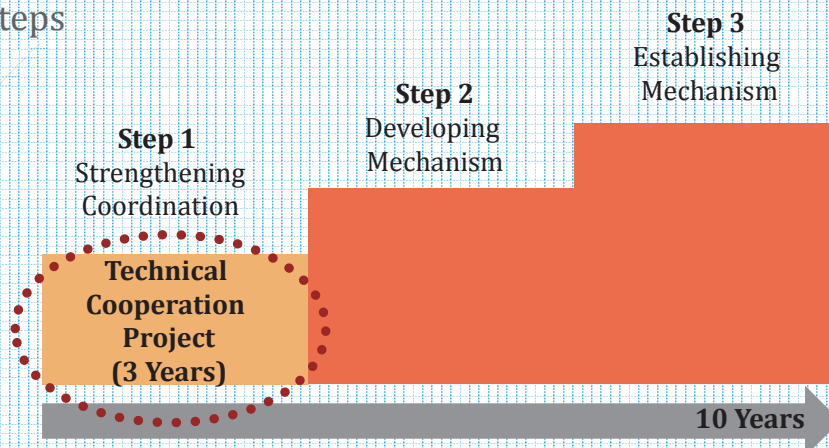 teps
Step 1
Strengthening
Coordination
Step 2
Developing
Mechanism
Step 3
Establishing
Mechanism
Technical
Cooperation
Project
(3 Years)
10 Years